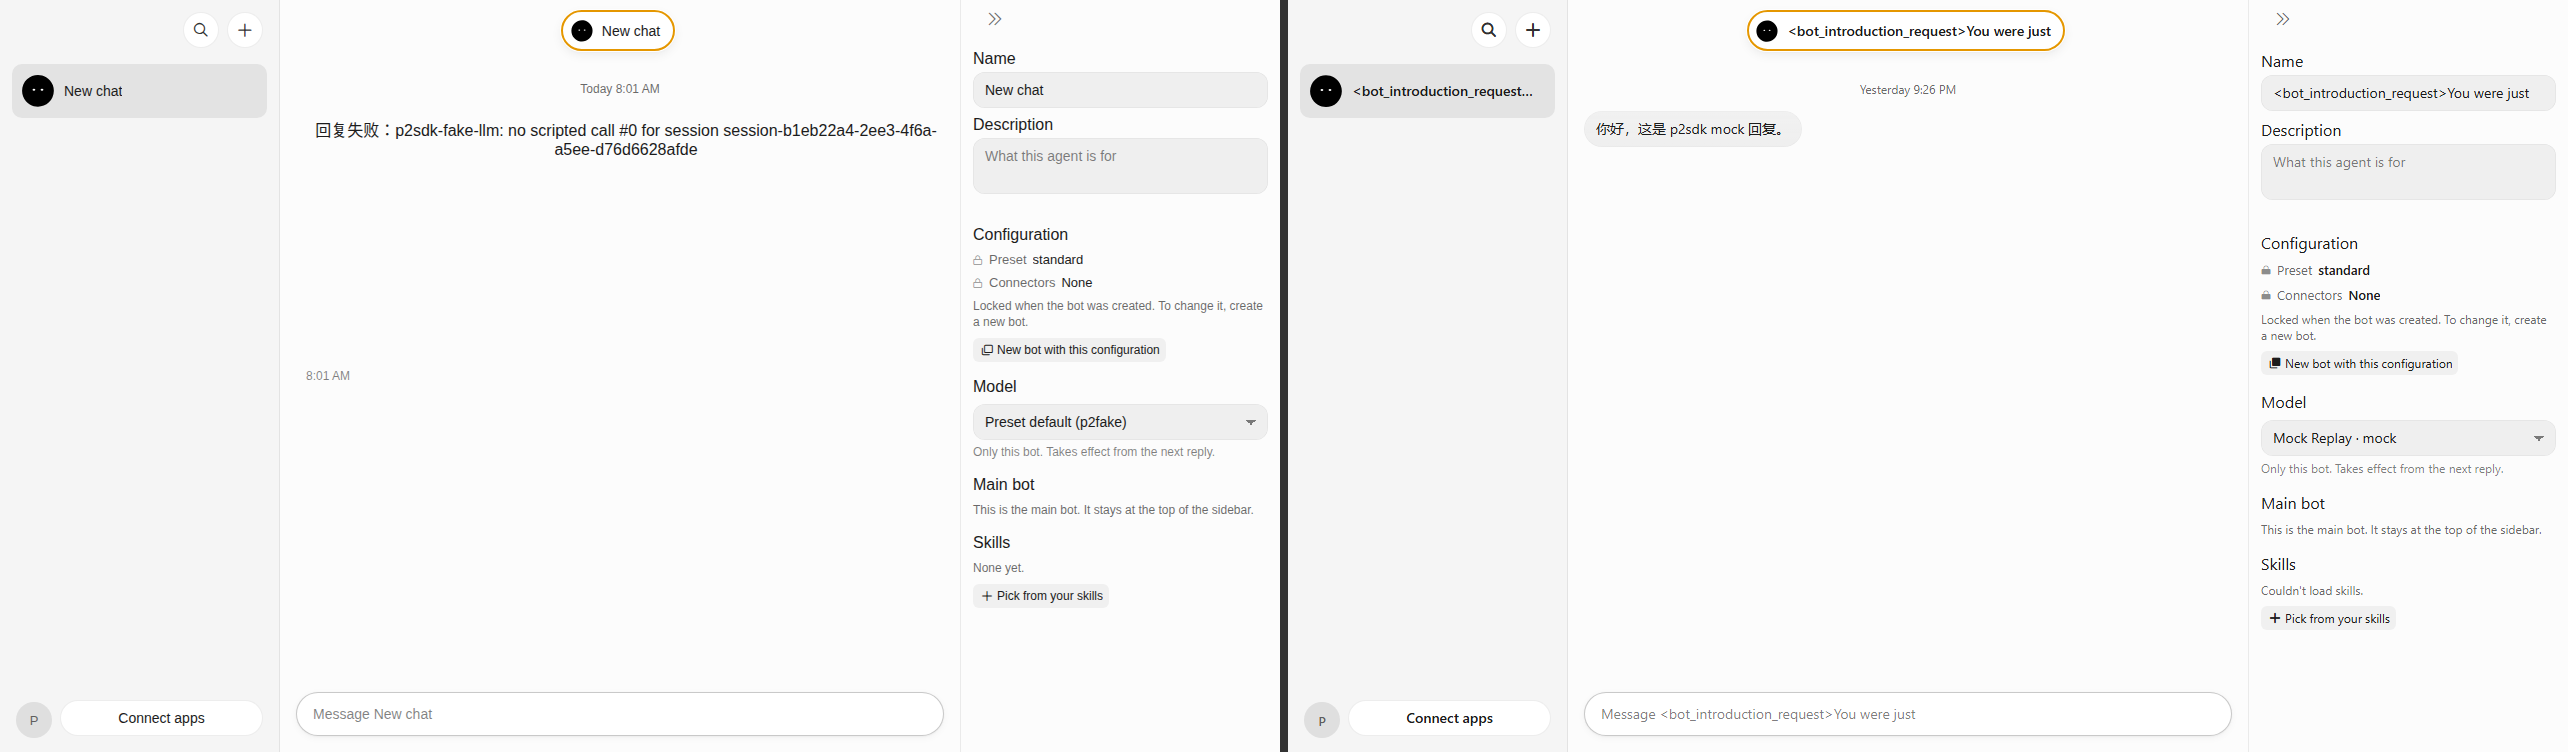 New chat
New chat
Today 8:01 AM
回复失败：p2sdk-fake-llm: no scripted call #0 for session session-b1eb22a4-2ee3-4f6a-
a5ee-d76d6628afde
8:01 AM
Message New chat
P
Connect apps
Name
New chat
Description
What this agent is for
Configuration
Preset standard
Connectors None
Locked when the bot was created. To change it, create
a new bot.
New bot with this configuration
Model
Preset default (p2fake)
Only this bot. Takes effect from the next reply.
Main bot
This is the main bot. It stays at the top of the sidebar.
Skills
None yet.
Pick from your skills
<bot_introduction_request...
<bot_introduction_request>You were just
Yesterday 9:26 PM
你好，这是 p2sdk mock 回复。
Message <bot_introduction_request>You were just
P
Connect apps
Name
<bot_introduction_request>You were just
Description
What this agent is for
Configuration
Preset standard
Connectors None
Locked when the bot was created. To change it, create
a new bot.
New bot with this configuration
Model
Mock Replay · mock
Only this bot. Takes effect from the next reply.
Main bot
This is the main bot. It stays at the top of the sidebar.
Skills
Couldn't load skills.
Pick from your skills